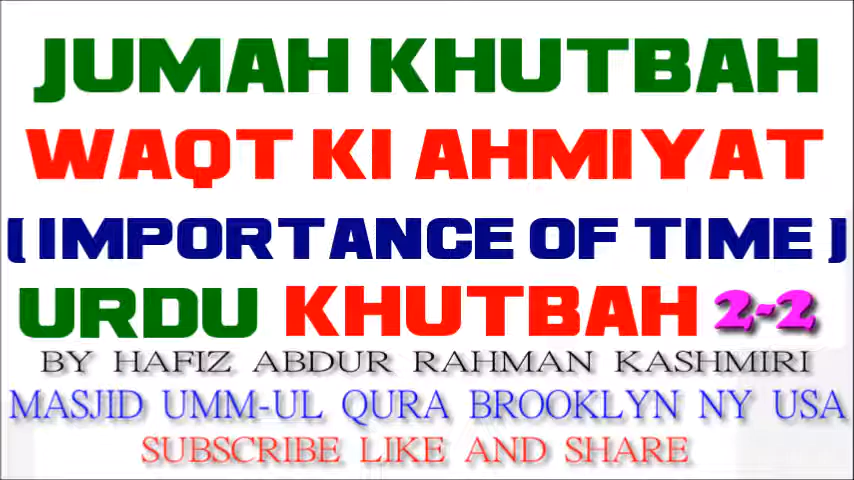 JUMAH KHUTBAH
WAQT KI AHMIYAT
( IMPORTANCE OF TIME )
URDU KHUTBAH 2-2
BY HAFIZ ABDUR RAHMAN KASHMIRI
MASJID UMM-UL QURA BROOKLYN NY USA
SUBSCRIBE LIKE AND SHARE